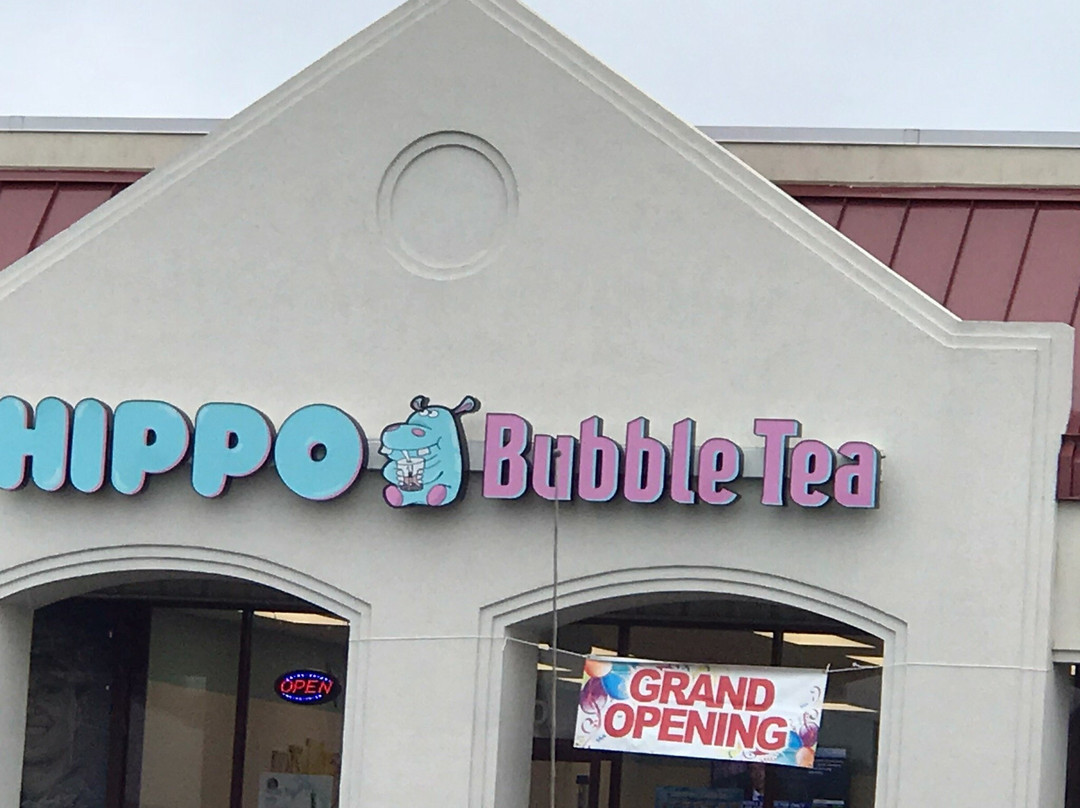 HIPPO Bubble Tea
OPEN
GRAND
OPENING